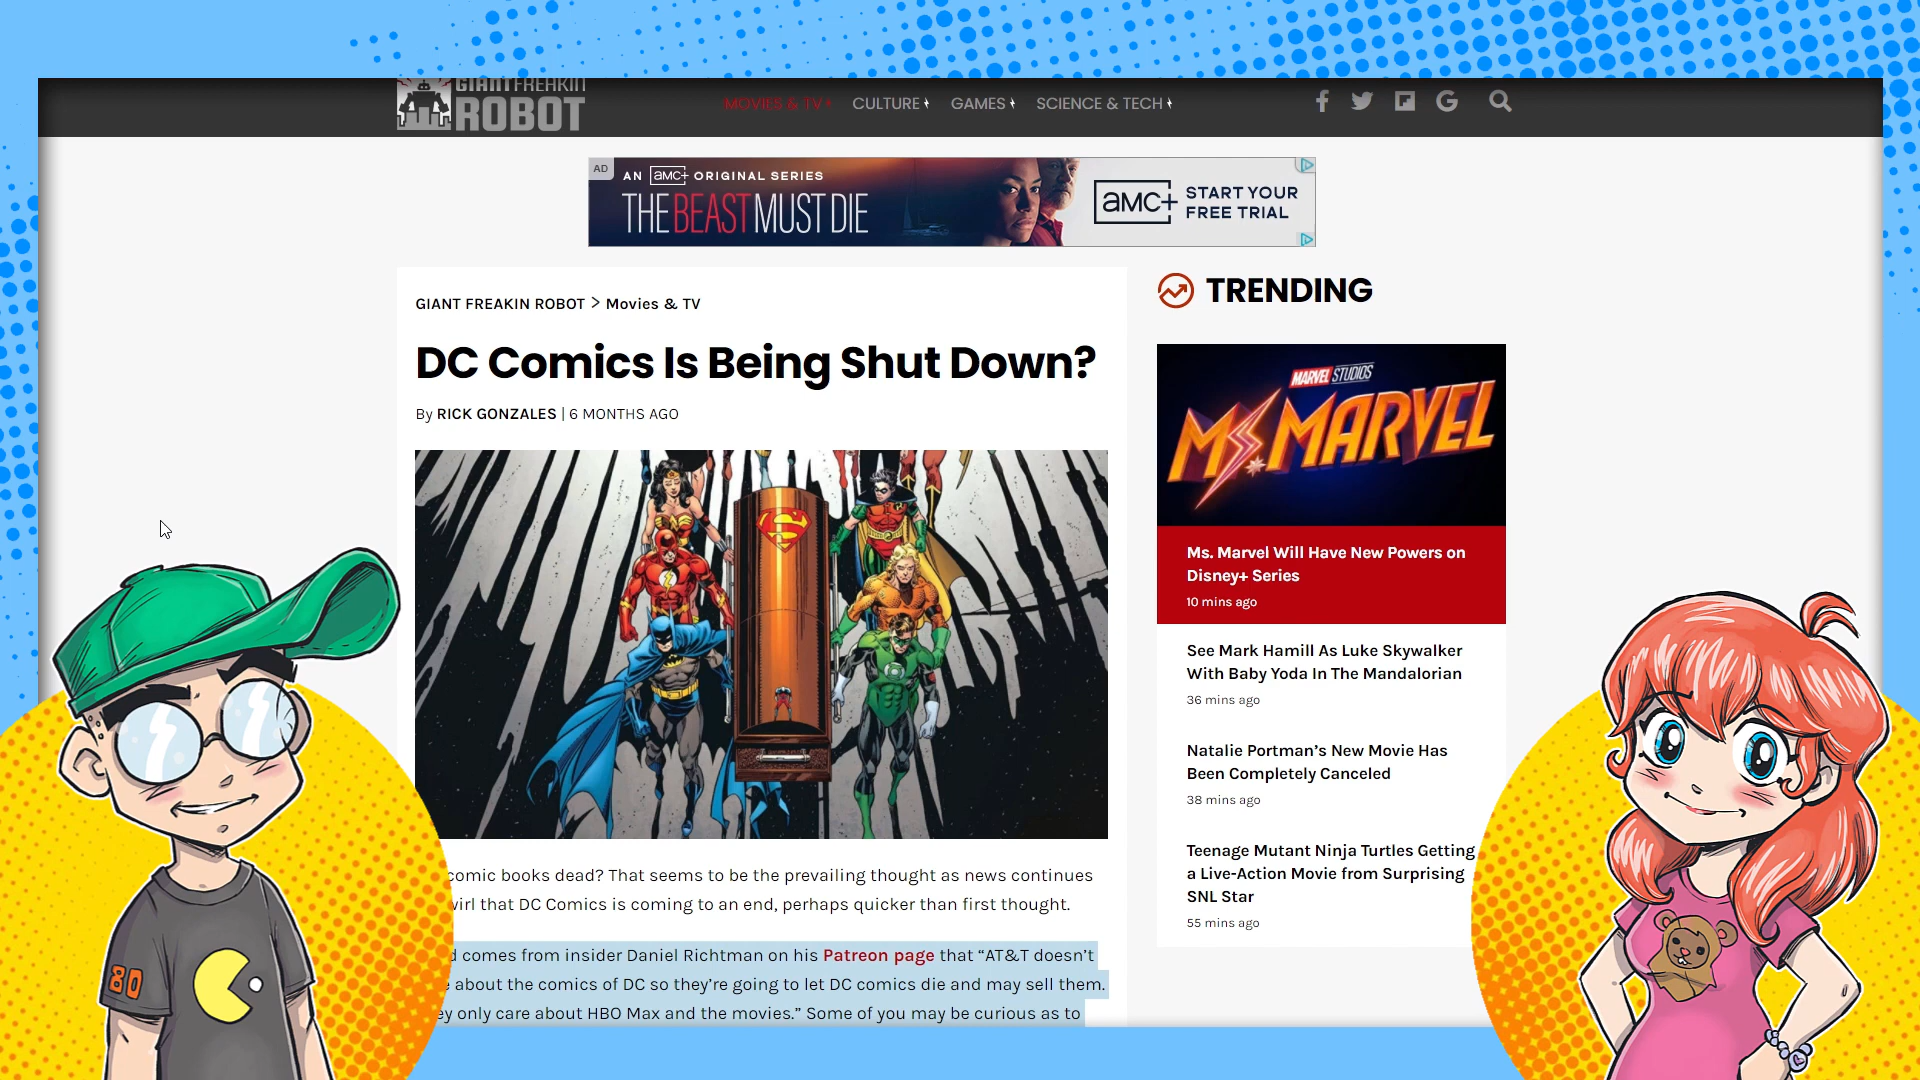 GIANT FREAKIN
ROBOT
MOVIES & TV
CULTURE
GAMES
SCIENCE & TECH
AD
AN amc+ ORIGINAL SERIES
THE BEAST MUST DIE
amc+
START YOUR
FREE TRIAL
GIANT FREAKIN ROBOT > Movies & TV
DC Comics Is Being Shut Down?
By RICK GONZALES | 6 MONTHS AGO
comic books dead? That seems to be the prevailing thought as news continues
that DC Comics is coming to an end, perhaps quicker than first thought.
comes from insider Daniel Richtman on his Patreon page that “AT&T doesn’t
about the comics of DC so they’re going to let DC comics die and may sell them.
only care about HBO Max and the movies.” Some of you may be curious as to
TRENDING
MARVEL STUDIOS
MS. MARVEL
Ms. Marvel Will Have New Powers on
Disney+ Series
10 mins ago
See Mark Hamill As Luke Skywalker
With Baby Yoda In The Mandalorian
36 mins ago
Natalie Portman’s New Movie Has
Been Completely Canceled
38 mins ago
Teenage Mutant Ninja Turtles Getting
a Live-Action Movie from Surprising
SNL Star
55 mins ago
80